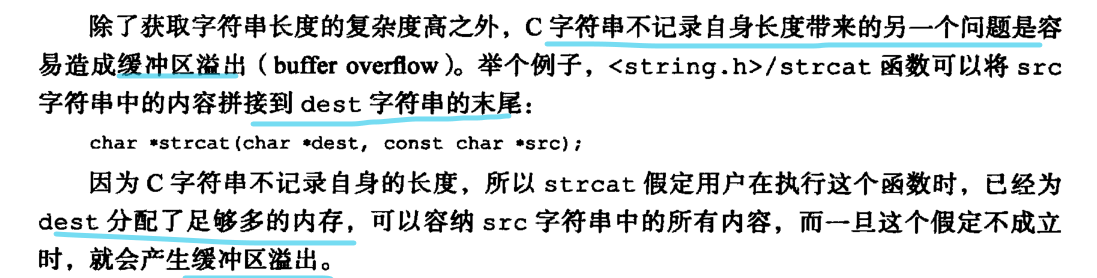 除了获取字符串长度的复杂度高之外，C 字符串不记录自身长度带来的另一个问题是容
易造成缓冲区溢出（buffer overflow）。举个例子，<string.h>/strcat 函数可以将 src
字符串中的内容拼接到 dest 字符串的末尾：
char *strcat(char *dest, const char *src);
因为 C 字符串不记录自身的长度，所以 strcat 假定用户在执行这个函数时，已经为
dest 分配了足够多的内存，可以容纳 src 字符串中的所有内容，而一旦这个假定不成立
时，就会产生缓冲区溢出。